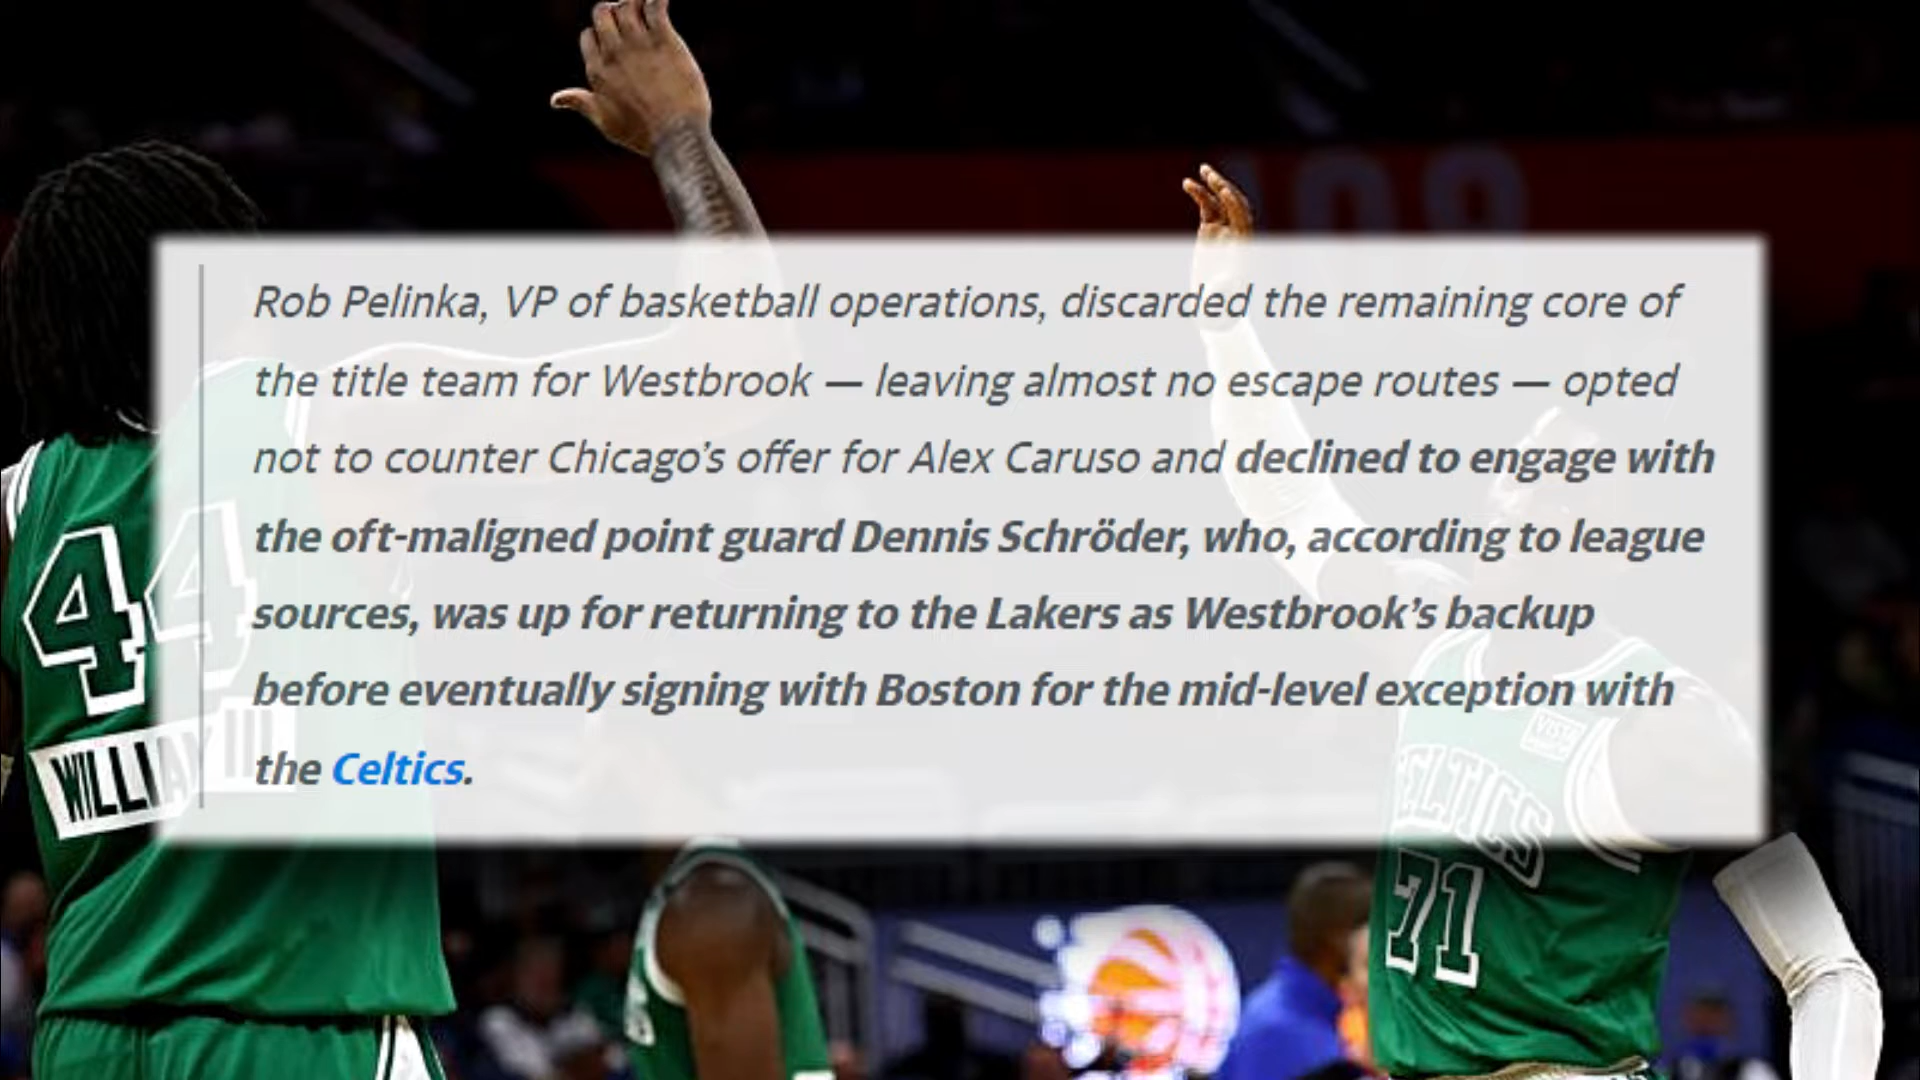 Rob Pelinka, VP of basketball operations, discarded the remaining core of
the title team for Westbrook — leaving almost no escape routes — opted
not to counter Chicago’s offer for Alex Caruso and declined to engage with
the oft-maligned point guard Dennis Schröder, who, according to league
sources, was up for returning to the Lakers as Westbrook’s backup
before eventually signing with Boston for the mid-level exception with
the Celtics.
44
WILLIAMS III
CELTICS
71